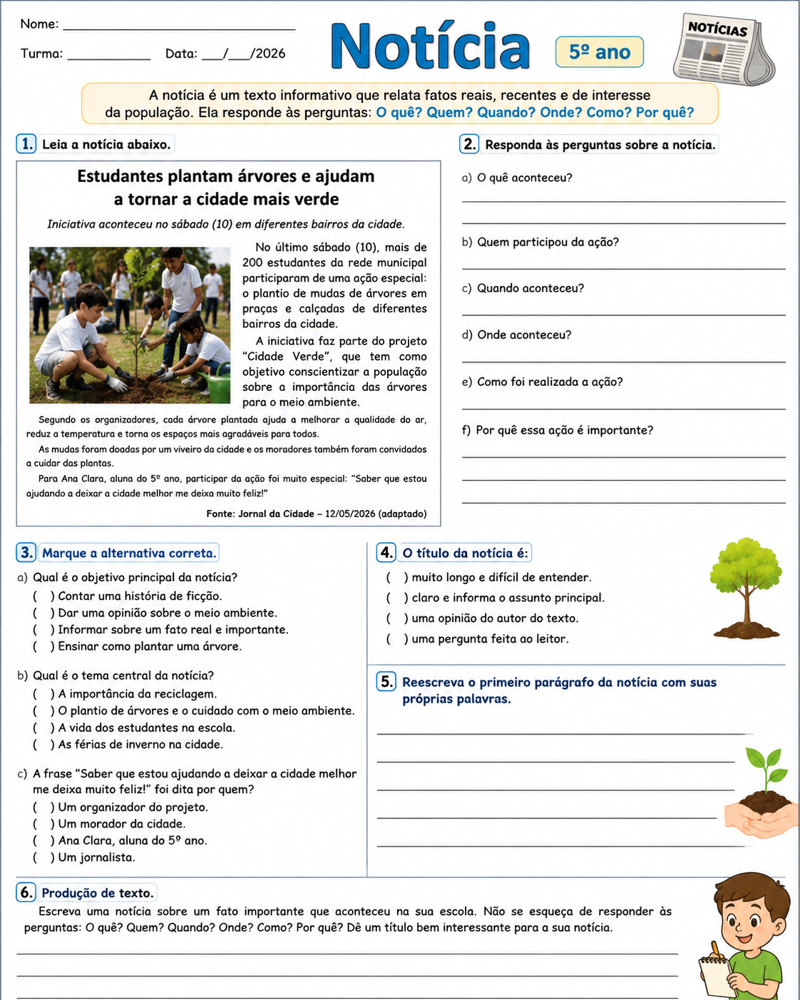 Nome: ___
Turma: ___ Data: ___/___/2026
Notícia
5º ano
NOTÍCIAS
A notícia é um texto informativo que relata fatos reais, recentes e de interesse
da população. Ela responde às perguntas: O quê? Quem? Quando? Onde? Como? Por quê?
1. Leia a notícia abaixo.
Estudantes plantam árvores e ajudam
a tornar a cidade mais verde
Iniciativa aconteceu no sábado (10) em diferentes bairros da cidade.
No último sábado (10), mais de
200 estudantes da rede municipal
participaram de uma ação especial:
o plantio de mudas de árvores em
praças e calçadas de diferentes
bairros da cidade.
A iniciativa faz parte do projeto
“Cidade Verde”, que tem como
objetivo conscientizar a população
sobre a importância das árvores
para o meio ambiente.
Segundo os organizadores, cada árvore plantada ajuda a melhorar a qualidade do ar,
reduz a temperatura e torna os espaços mais agradáveis para todos.
As mudas foram doadas por um viveiro da cidade e os moradores também foram convidados
a cuidar das plantas.
Para Ana Clara, aluna do 5º ano, participar da ação foi muito especial: “Saber que estou
ajudando a deixar a cidade melhor me deixa muito feliz!”
Fonte: Jornal da Cidade – 12/05/2026 (adaptado)
2. Responda às perguntas sobre a notícia.
a) O quê aconteceu?
b) Quem participou da ação?
c) Quando aconteceu?
d) Onde aconteceu?
e) Como foi realizada a ação?
f) Por quê essa ação é importante?
3. Marque a alternativa correta.
a) Qual é o objetivo principal da notícia?
( ) Contar uma história de ficção.
( ) Dar uma opinião sobre o meio ambiente.
( ) Informar sobre um fato real e importante.
( ) Ensinar como plantar uma árvore.
b) Qual é o tema central da notícia?
( ) A importância da reciclagem.
( ) O plantio de árvores e o cuidado com o meio ambiente.
( ) A vida dos estudantes na escola.
( ) As férias de inverno na cidade.
c) A frase “Saber que estou ajudando a deixar a cidade melhor
me deixa muito feliz!” foi dita por quem?
( ) Um organizador do projeto.
( ) Um morador da cidade.
( ) Ana Clara, aluna do 5º ano.
( ) Um jornalista.
4. O título da notícia é:
( ) muito longo e difícil de entender.
( ) claro e informa o assunto principal.
( ) uma opinião do autor do texto.
( ) uma pergunta feita ao leitor.
5. Reescreva o primeiro parágrafo da notícia com suas
próprias palavras.
6. Produção de texto.
Escreva uma notícia sobre um fato importante que aconteceu na sua escola. Não se esqueça de responder às
perguntas: O quê? Quem? Quando? Onde? Como? Por quê? Dê um título bem interessante para a sua notícia.